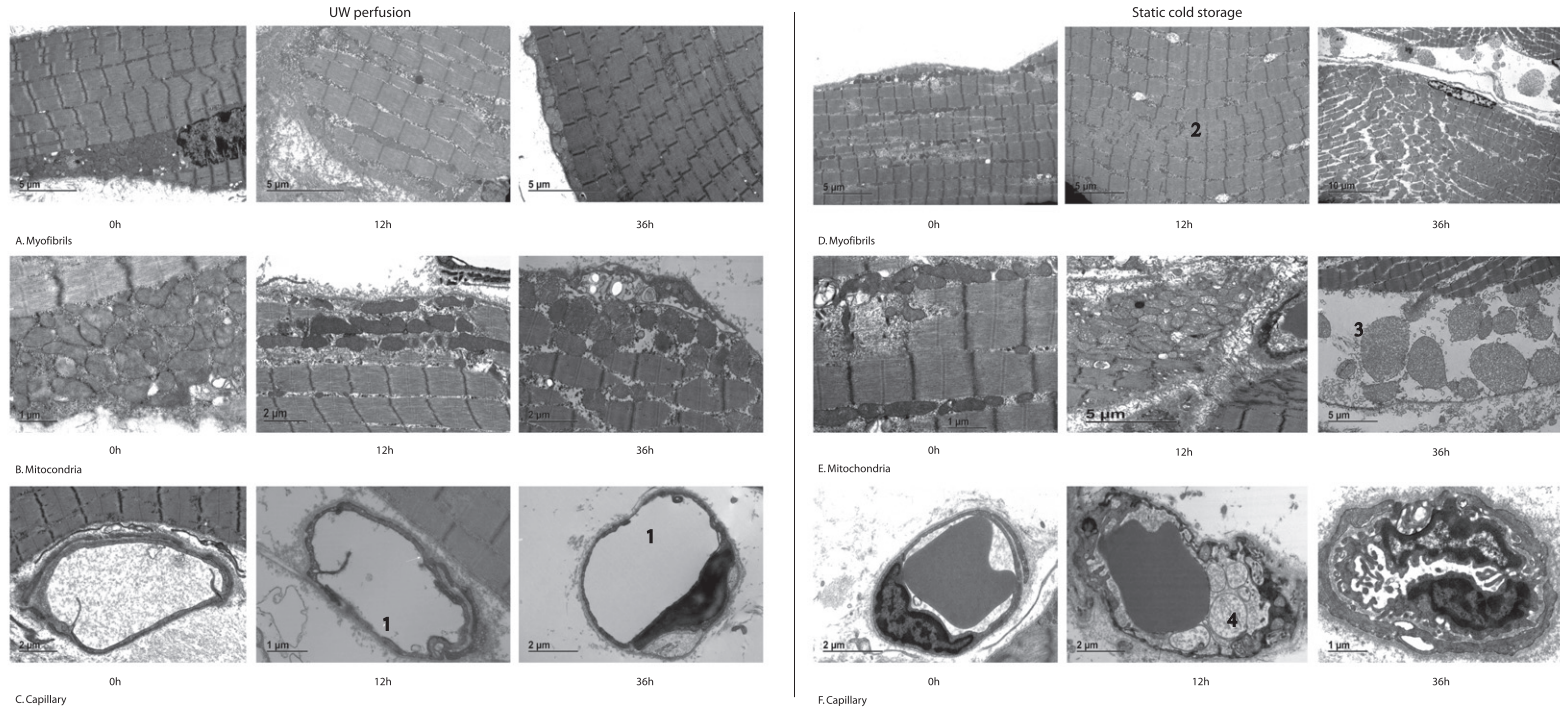 UW perfusion
Static cold storage
5 µm
5 µm
5 µm
5 µm
2
5 µm
10 µm
0h
12h
36h
0h
12h
36h
A. Myofibrils
D. Myofibrils
1 µm
2 µm
2 µm
1 µm
5 µm
3
5 µm
0h
12h
36h
0h
12h
36h
B. Mitocondria
E. Mitochondria
1
2 µm
1 µm
1
2 µm
2 µm
2 µm
4
1 µm
0h
12h
36h
0h
12h
36h
C. Capillary
F. Capillary